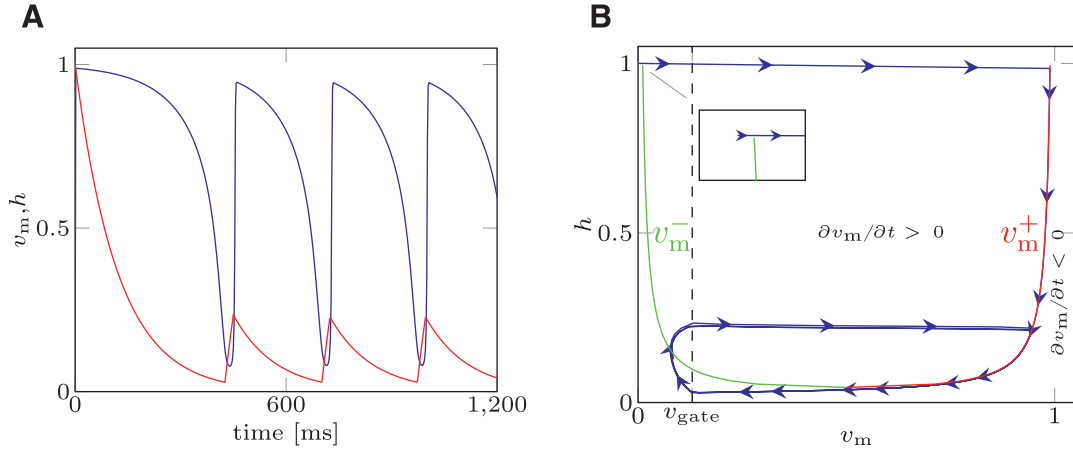 A
1
0.5
0
v_m, h
0
600
1,200
time [ms]
B
1
0.5
0
h
v_m^-
∂v_m/∂t > 0
v_m^+
∂v_m/∂t < 0
0
v_gate
1
v_m